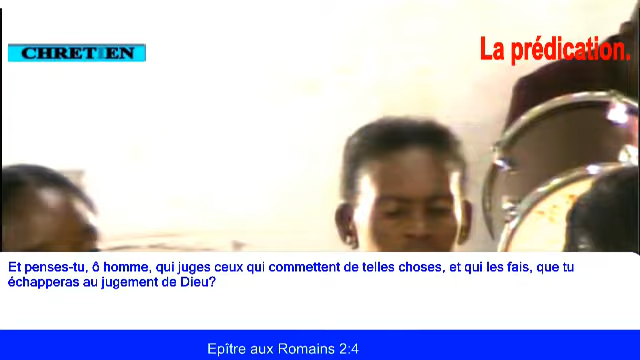 CHRETIEN
La prédication.
Et penses-tu, ô homme, qui juges ceux qui commettent de telles choses, et qui les fais, que tu
échapperas au jugement de Dieu?
Epître aux Romains 2:4